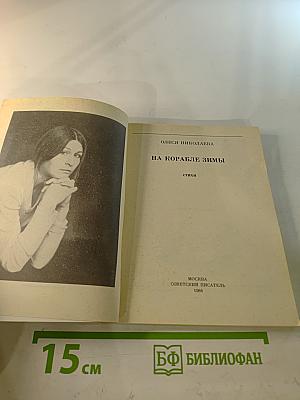 ОЛЕСЯ НИКОЛАЕВА
НА КОРАБЛЕ ЗИМЫ
СТИХИ
МОСКВА
СОВЕТСКИЙ ПИСАТЕЛЬ
1986
15 см
БФ БИБЛИОФАН